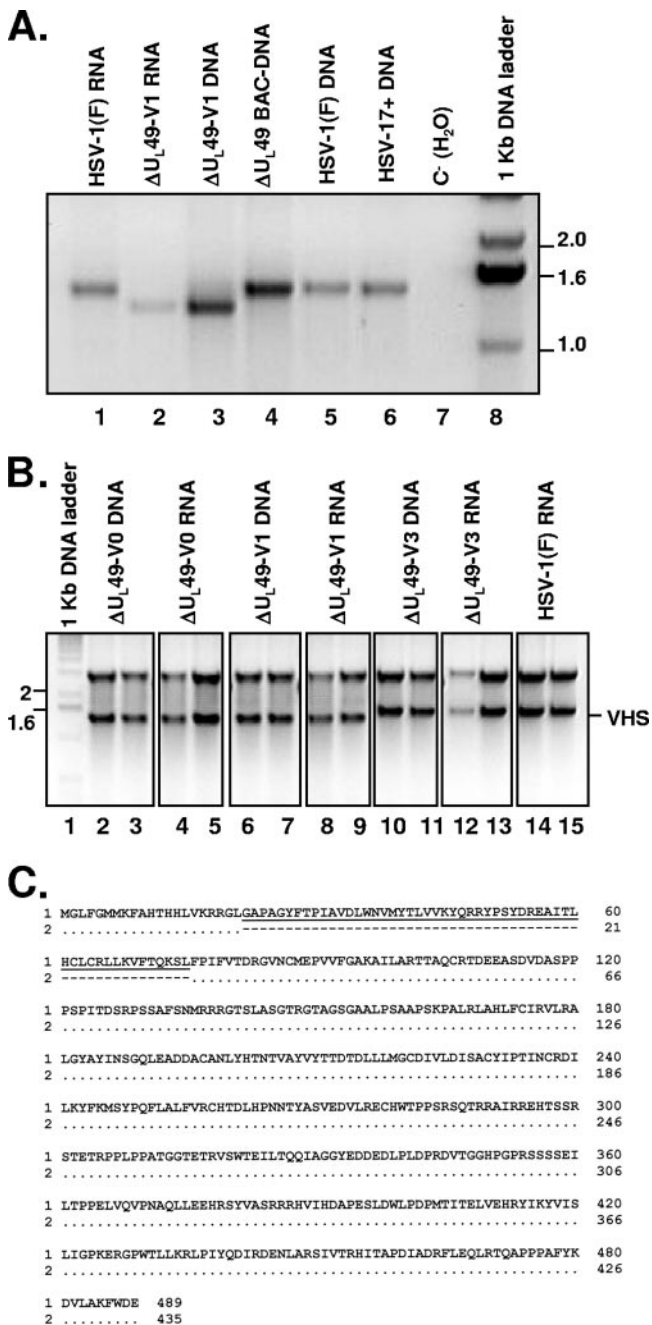 A.
HSV-1(F) RNA
ΔUL49-V1 RNA
ΔUL49-V1 DNA
ΔUL49 BAC-DNA
HSV-1(F) DNA
HSV-17+ DNA
C- (H2O)
1 Kb DNA ladder
2.0
1.6
1.0
1 2 3 4 5 6 7 8
B.
1 Kb DNA ladder
ΔUL49-V0 DNA
ΔUL49-V0 RNA
ΔUL49-V1 DNA
ΔUL49-V1 RNA
ΔUL49-V3 DNA
ΔUL49-V3 RNA
HSV-1(F) RNA
2
1.6
VHS
1 2 3 4 5 6 7 8 9 10 11 12 13 14 15
C.
1 MGLFGMMKFAHTHHLVKRRGLGAPAGYFTPIAVDLWNVMYTLVVKYQRRYPSYDREAITL 60
2 .....................--------------------------------------- 21
1 HCLCRLLKVFTQKSLFPIFVTDRGVNCMEPVVFGAKAILARTTAQCRTDEEASDVDASPP 120
2 ---------------............................................. 66
1 PSPITDSRPSSAFSNMRRRGTSLASGTRGTAGSGAALPSAAPSKPALRLAHLFCIRVLRA 180
2 ............................................................ 126
1 LGYAYINSGQLEADDACANLYHTNTVAYVYTTDTDLLLMGCDIVLDISACYIPTINCRDI 240
2 ............................................................ 186
1 LKYFKMSYPQFLALFVRCHTDLHPNNTYASVEDVLRECHWTPPSRSQTRRAIRREHTSSR 300
2 ............................................................ 246
1 STETRPPLPPATGGTETRVSWTEILTQQIAGGYEDDEDLPLDPRDVTGGHPGPRSSSSEI 360
2 ............................................................ 306
1 LTPPELVQVPNAQLLEEHRSYVASRRRHVIHDAPESLDWLPDPMTITELVEHRYIKYVIS 420
2 ............................................................ 366
1 LIGPKERGPWTLLKRLPIYQDIRDENLARSIVTRHITAPDIADRFLEQLRTQAPPPAFYK 480
2 ............................................................ 426
1 DVLAKFWDE 489
2 ......... 435